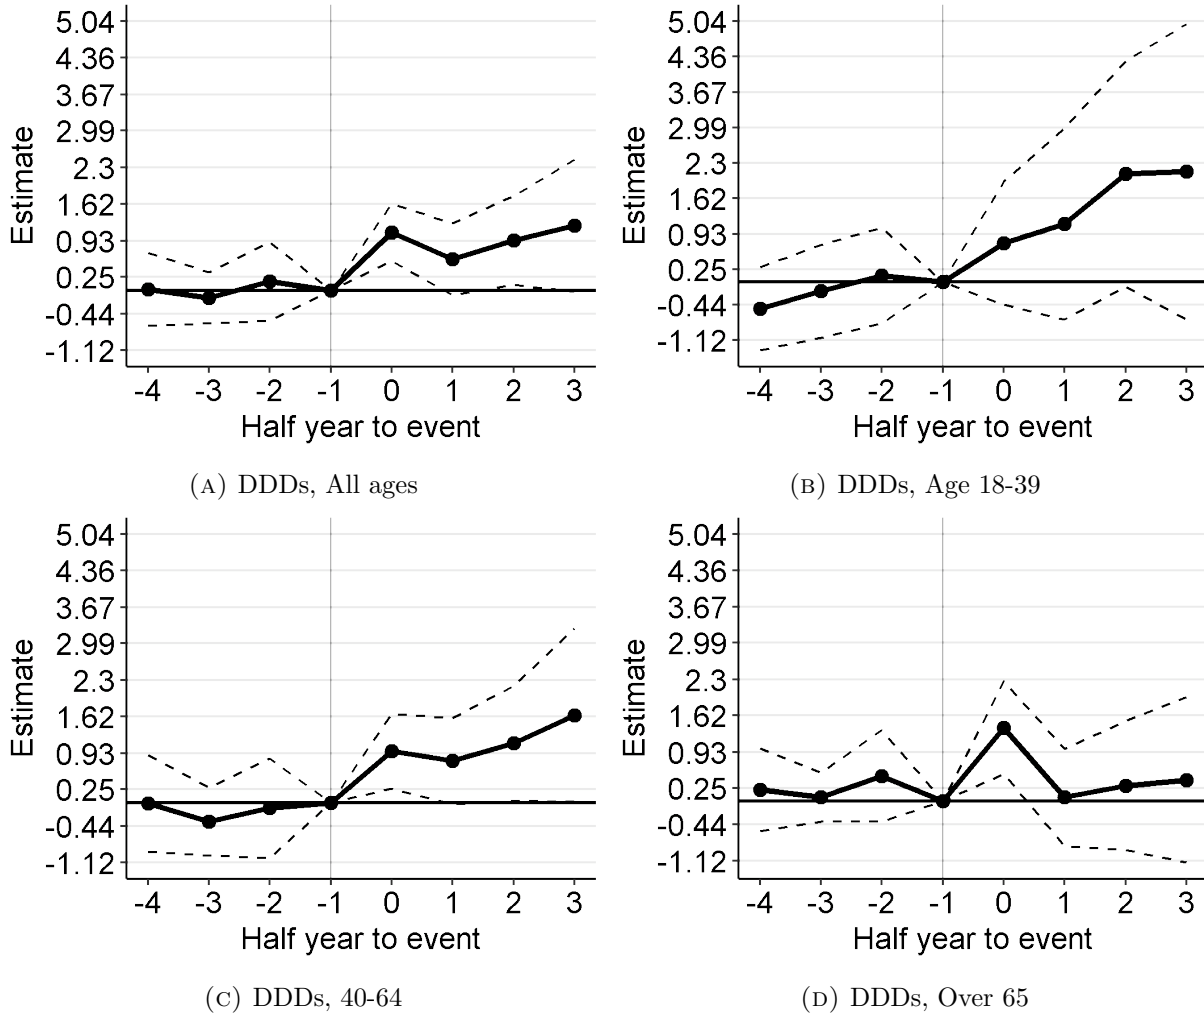 5.04
4.36
3.67
2.99
2.3
1.62
0.93
0.25
-0.44
-1.12
Estimate
-4 -3 -2 -1 0 1 2 3
Half year to event
(A) DDDs, All ages
5.04
4.36
3.67
2.99
2.3
1.62
0.93
0.25
-0.44
-1.12
Estimate
-4 -3 -2 -1 0 1 2 3
Half year to event
(B) DDDs, Age 18-39
5.04
4.36
3.67
2.99
2.3
1.62
0.93
0.25
-0.44
-1.12
Estimate
-4 -3 -2 -1 0 1 2 3
Half year to event
(C) DDDs, 40-64
5.04
4.36
3.67
2.99
2.3
1.62
0.93
0.25
-0.44
-1.12
Estimate
-4 -3 -2 -1 0 1 2 3
Half year to event
(D) DDDs, Over 65